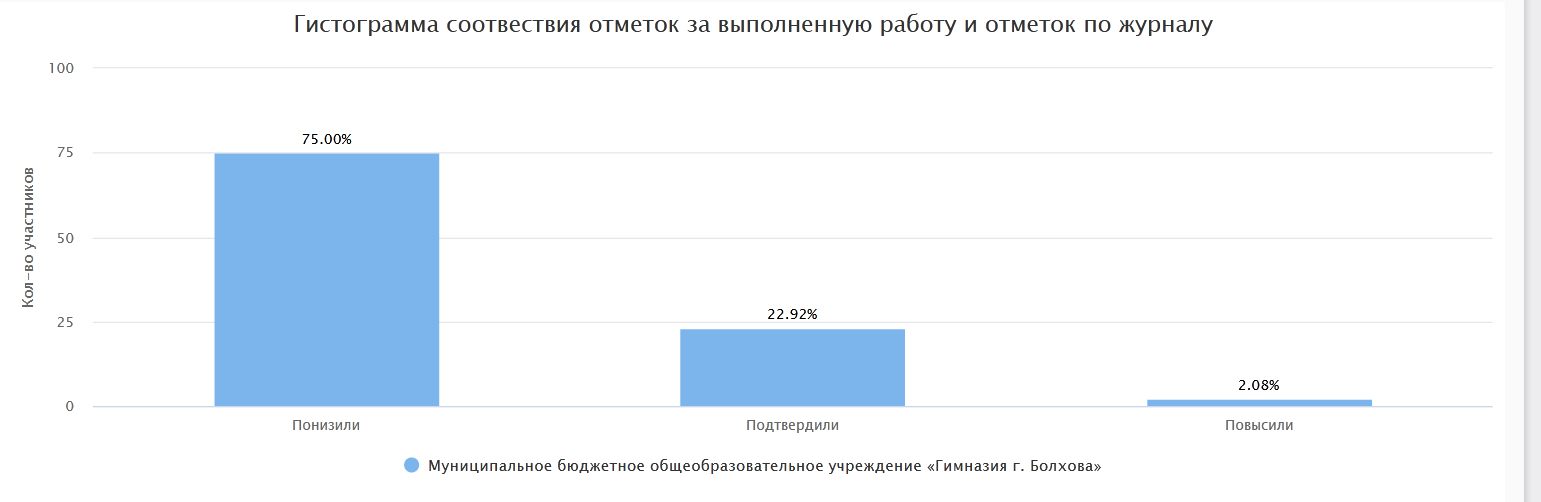 Гистограмма соотвествия отметок за выполненную работу и отметок по журналу
100
75
50
25
0
Кол-во участников
75.00%
22.92%
2.08%
Понизили
Подтвердили
Повысили
Муниципальное бюджетное общеобразовательное учреждение «Гимназия г. Болхова»